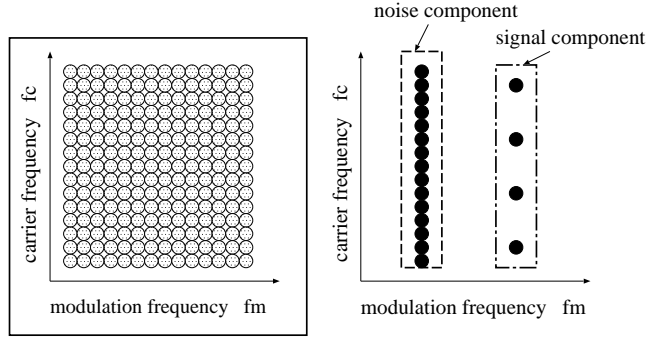 noise component
signal component
carrier frequency fc
modulation frequency fm
carrier frequency fc
modulation frequency fm